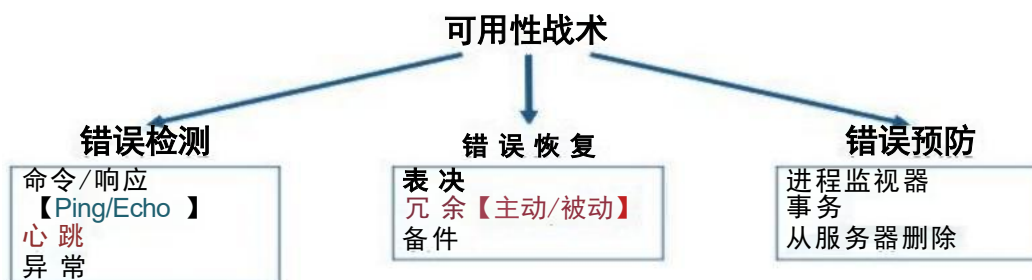 可用性战术
错误检测
命令/响应
【Ping/Echo 】
心 跳
异 常
错 误 恢 复
表 决
冗 余【主动/被动】
备件
错误预防
进程监视器
事务
从服务器删除